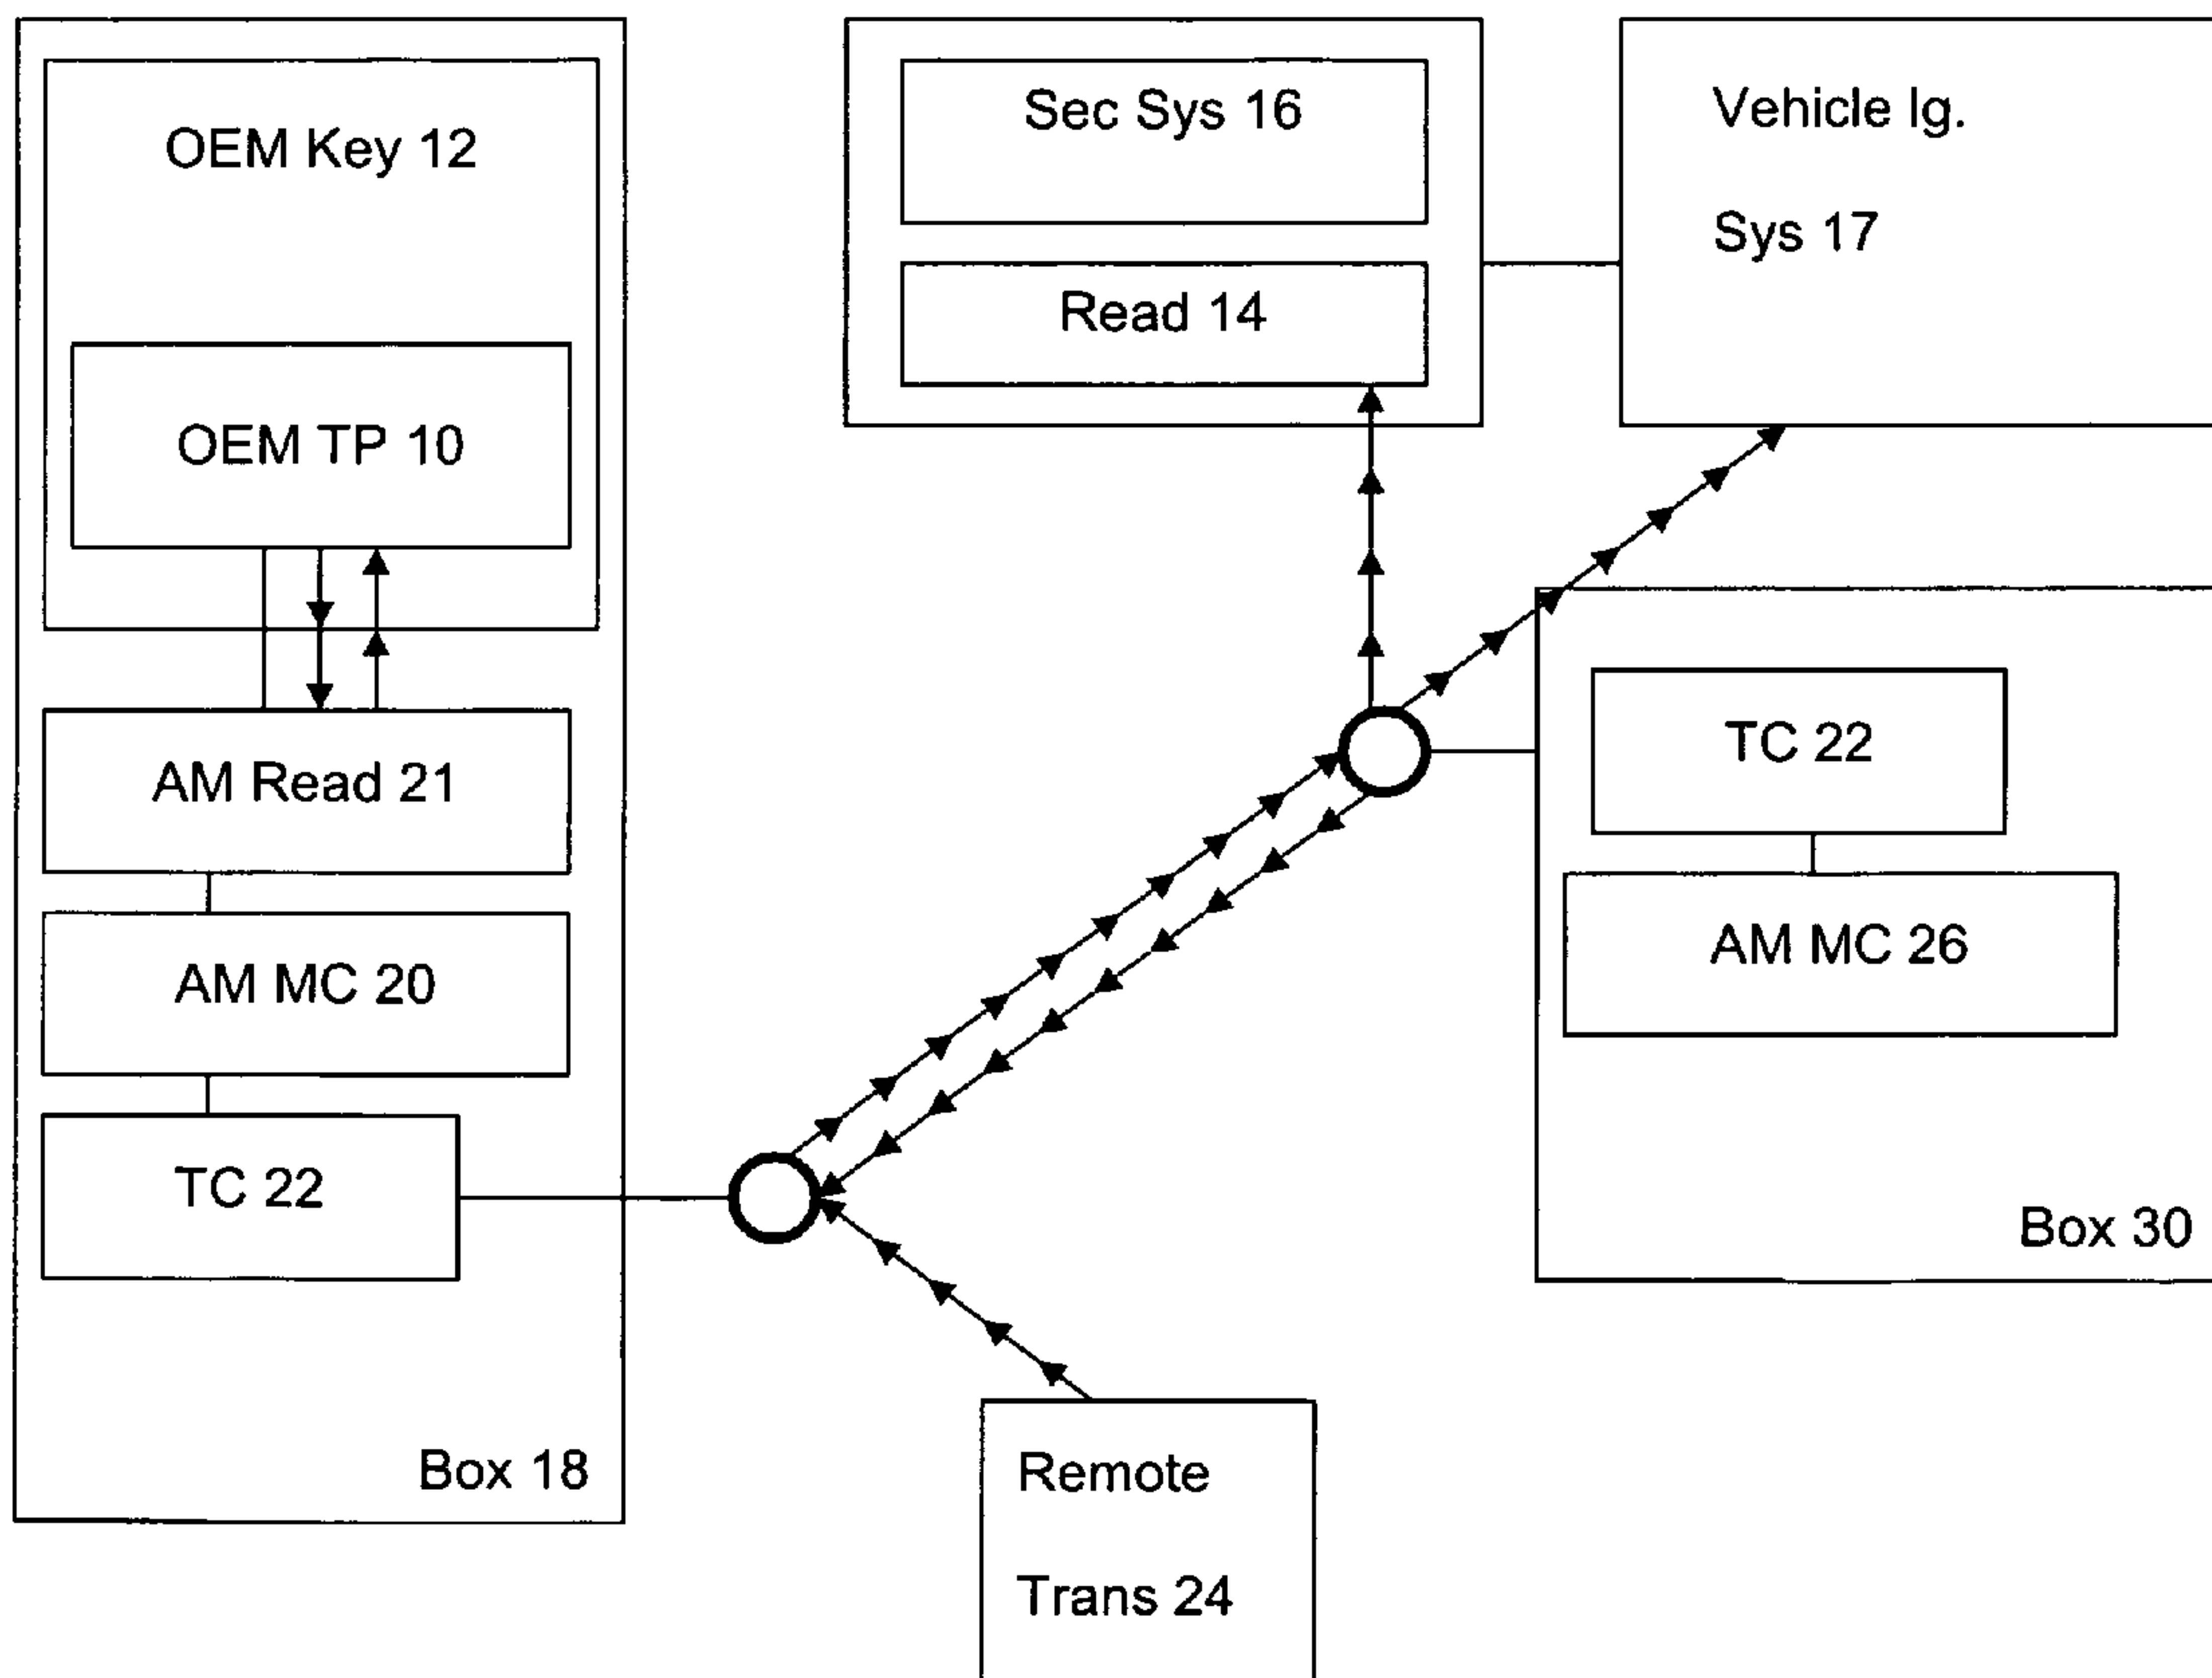 OEM Key 12
OEM TP 10
AM Read 21
AM MC 20
TC 22
Box 18
Sec Sys 16
Read 14
Vehicle Ig.
Sys 17
TC 22
AM MC 26
Box 30
Remote
Trans 24